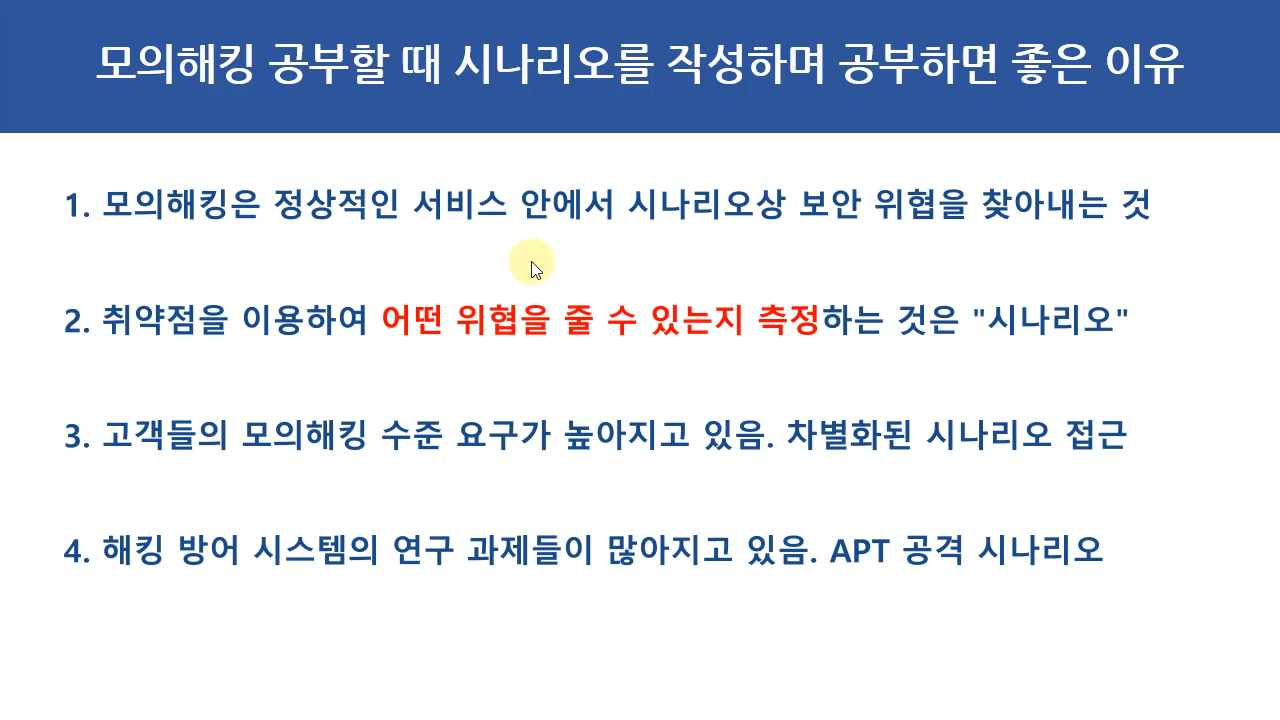 모의해킹 공부할 때 시나리오를 작성하며 공부하면 좋은 이유
1. 모의해킹은 정상적인 서비스 안에서 시나리오상 보안 위협을 찾아내는 것
2. 취약점을 이용하여 어떤 위협을 줄 수 있는지 측정하는 것은 "시나리오"
3. 고객들의 모의해킹 수준 요구가 높아지고 있음. 차별화된 시나리오 접근
4. 해킹 방어 시스템의 연구 과제들이 많아지고 있음. APT 공격 시나리오